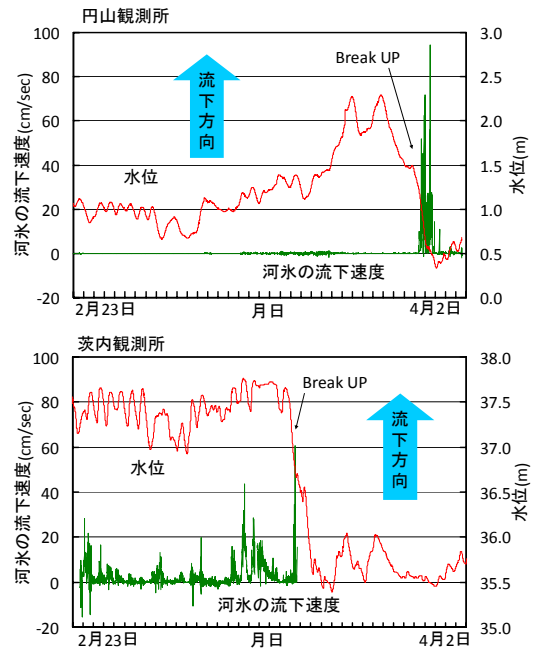 円山観測所
100
80
60
40
20
0
-20
河氷の流下速度(cm/sec)
3.0
2.5
2.0
1.5
1.0
0.5
0.0
水位(m)
Break UP
流下方向
水位
河氷の流下速度
2月23日
月日
4月2日
茨内観測所
100
80
60
40
20
0
-20
河氷の流下速度(cm/sec)
38.0
37.5
37.0
36.5
36.0
35.5
35.0
水位(m)
Break UP
流下方向
水位
河氷の流下速度
2月23日
月日
4月2日